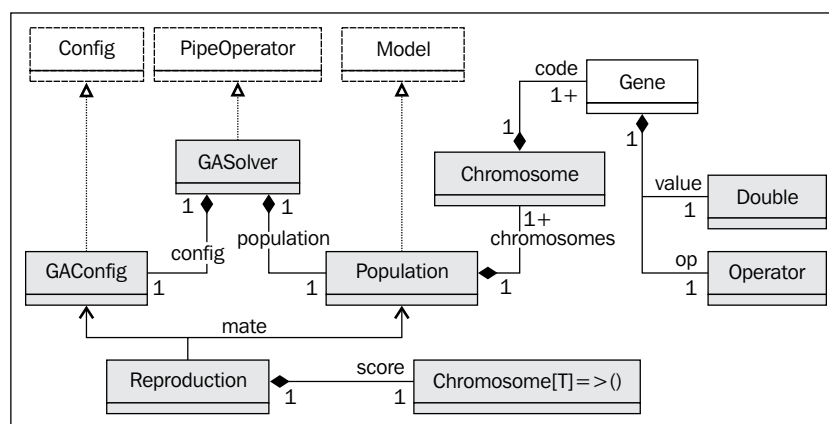 Config
PipeOperator
Model
code
1+
Gene
1
1
GASolver
Chromosome
value
1
Double
1
1
1+
population
chromosomes
config
op
GAConfig
1
1
Population
1
1
Operator
mate
Reproduction
1
score
1
Chromosome[T]=>()